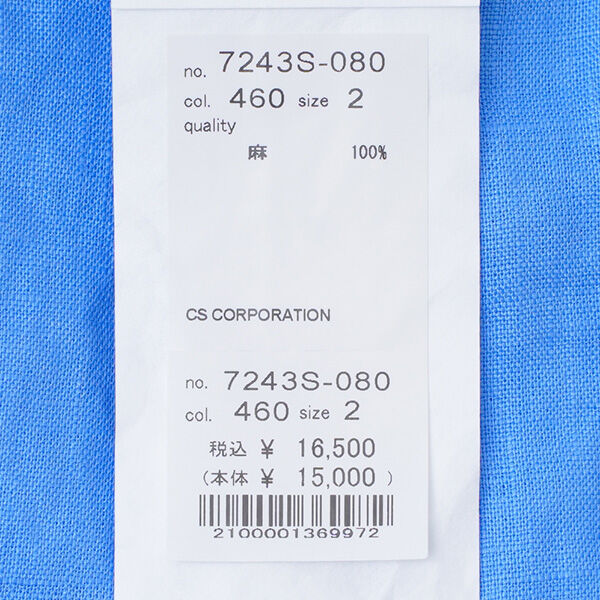 no. 7243S-080
col. 460 size 2
quality
麻 100%
CS CORPORATION
no. 7243S-080
col. 460 size 2
税込 ¥ 16,500
(本体 ¥ 15,000 )
2100001369972